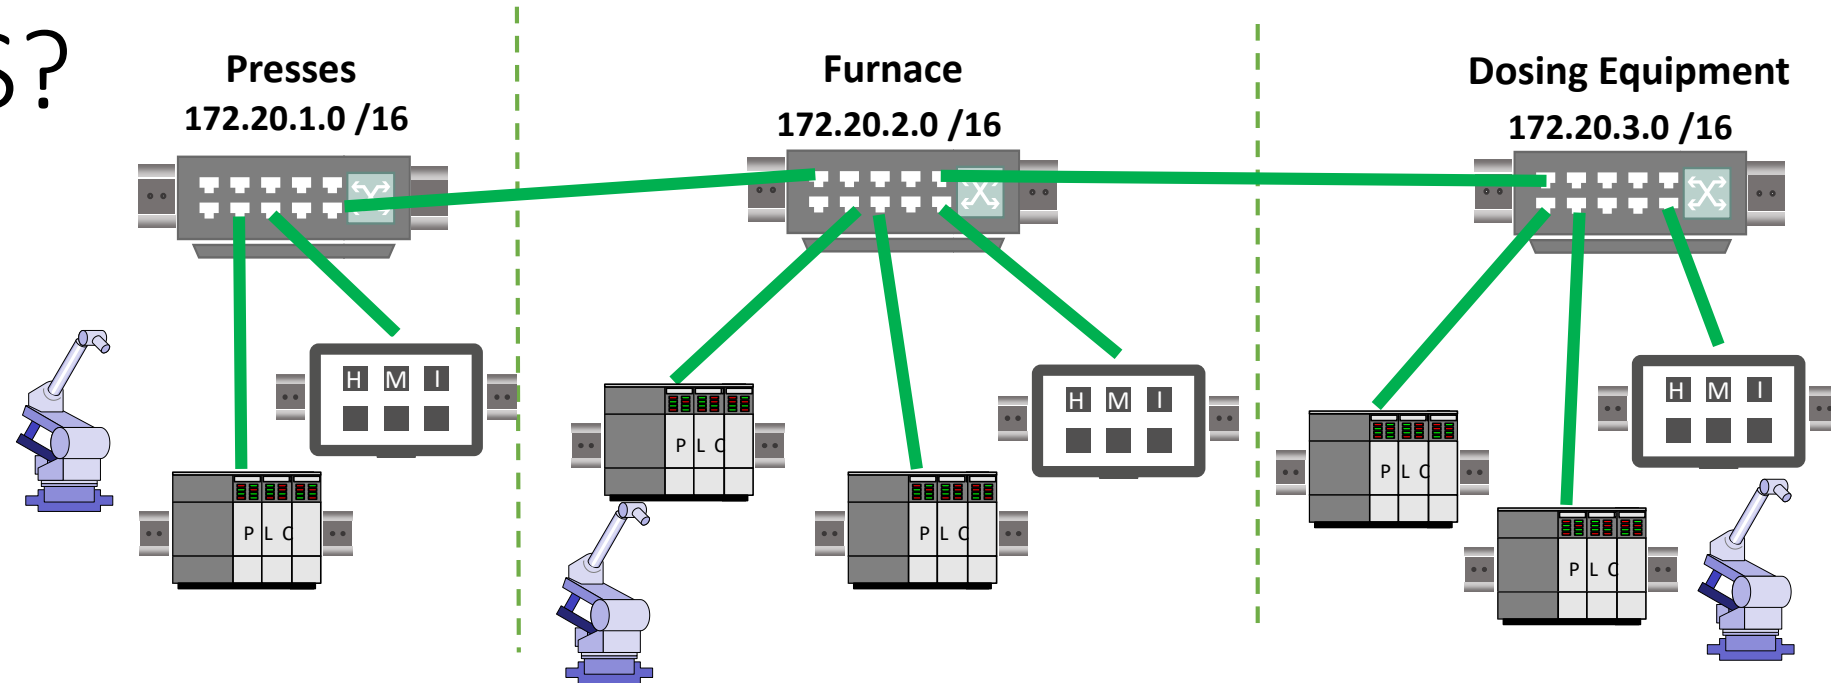 S?
Presses
172.20.1.0 /16
Furnace
172.20.2.0 /16
Dosing Equipment
172.20.3.0 /16
H M I
H M I
H M I
P L C
P L C
P L C
P L C
P L C